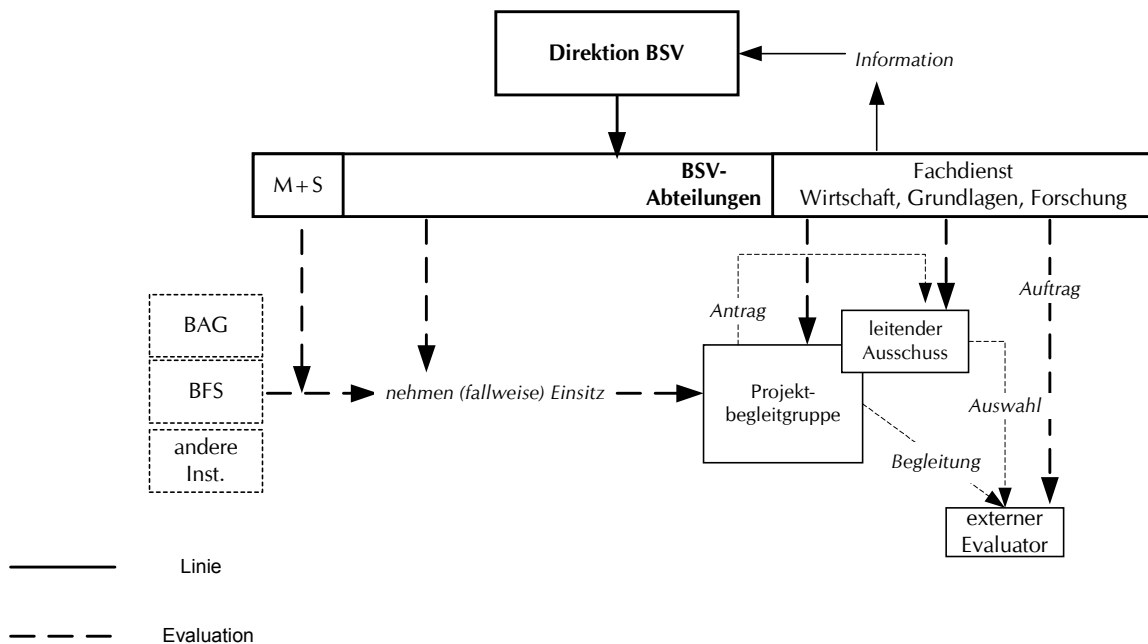 Direktion BSV
Information
M+S
BSV-
Abteilungen
Fachdienst
Wirtschaft, Grundlagen, Forschung
BAG
BFS
andere
Inst.
nehmen (fallweise) Einsitz
Antrag
Projekt-
begleitgruppe
leitender
Ausschuss
Auftrag
Auswahl
Begleitung
externer
Evaluator
Linie
Evaluation